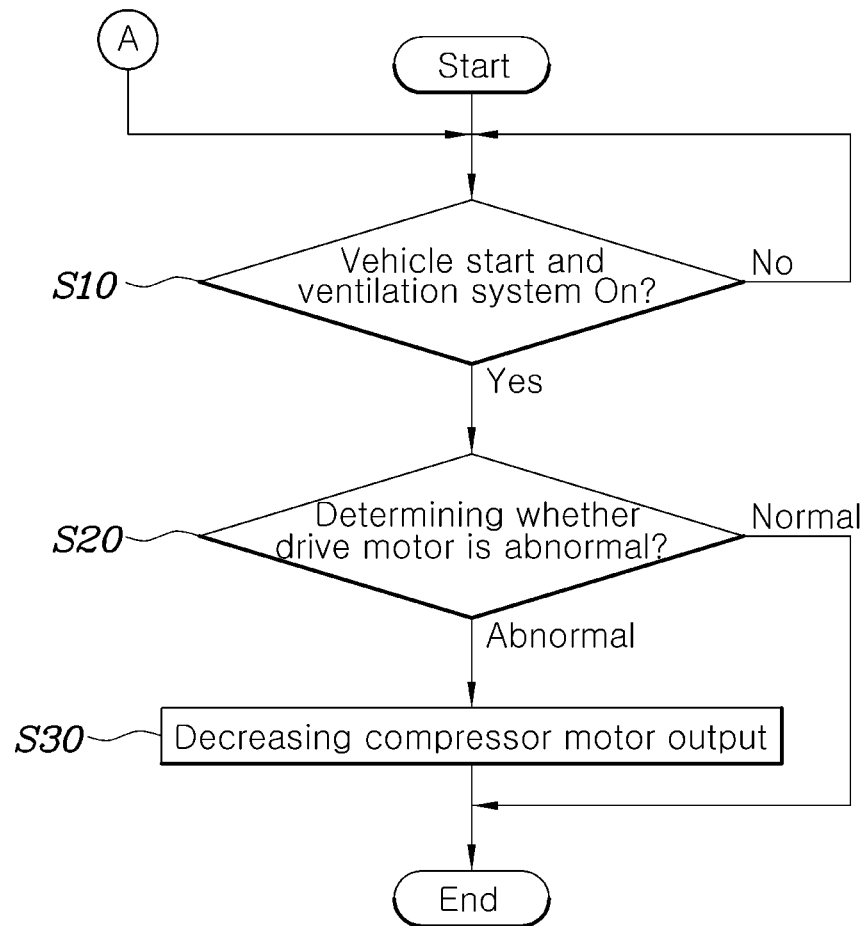 A
Start
S10
Vehicle start and
ventilation system On?
No
Yes
S20
Determining whether
drive motor is abnormal?
Normal
Abnormal
S30
Decreasing compressor motor output
End